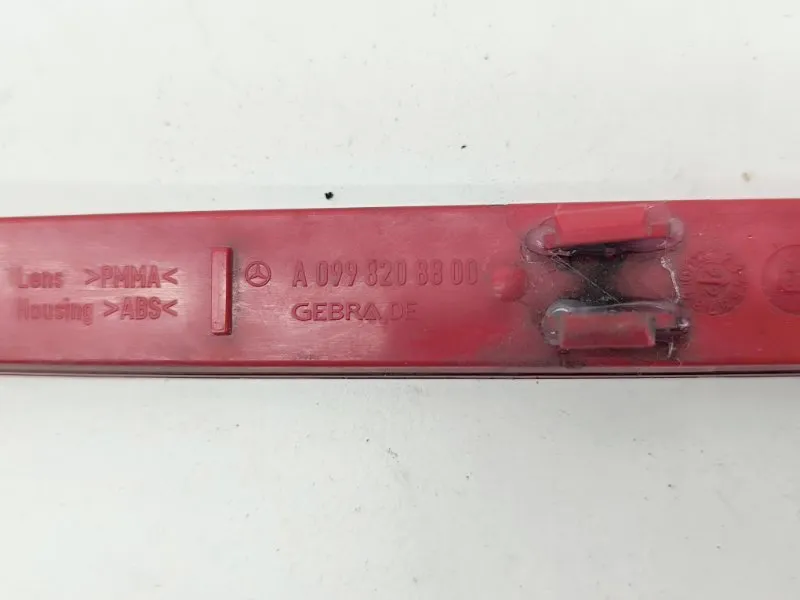 Lens >PMMA<
Housing >ABS<
A 099 820 88 00
GEBRA.DE